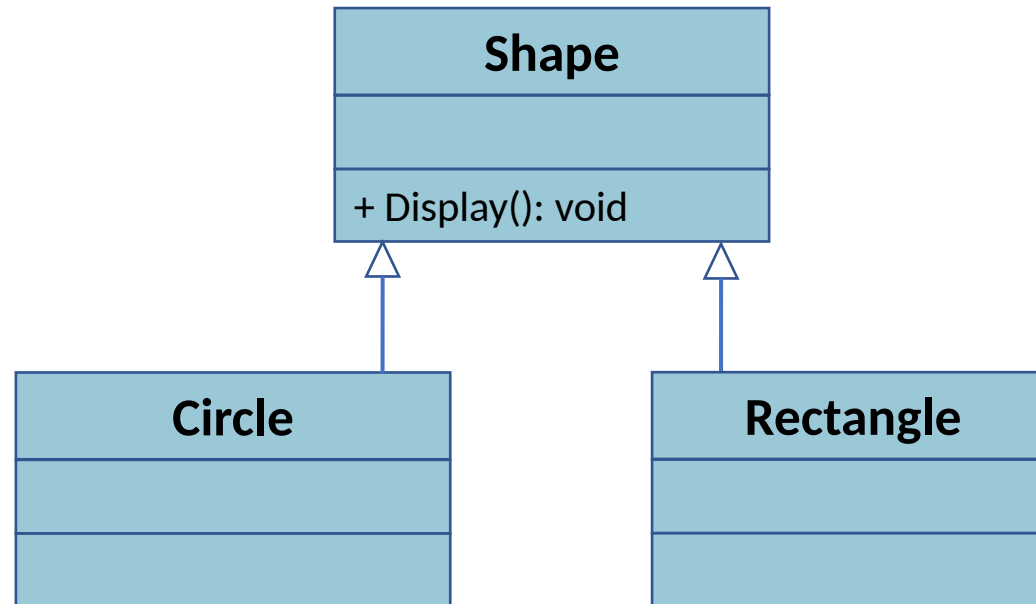 Shape
+ Display(): void
Circle
Rectangle